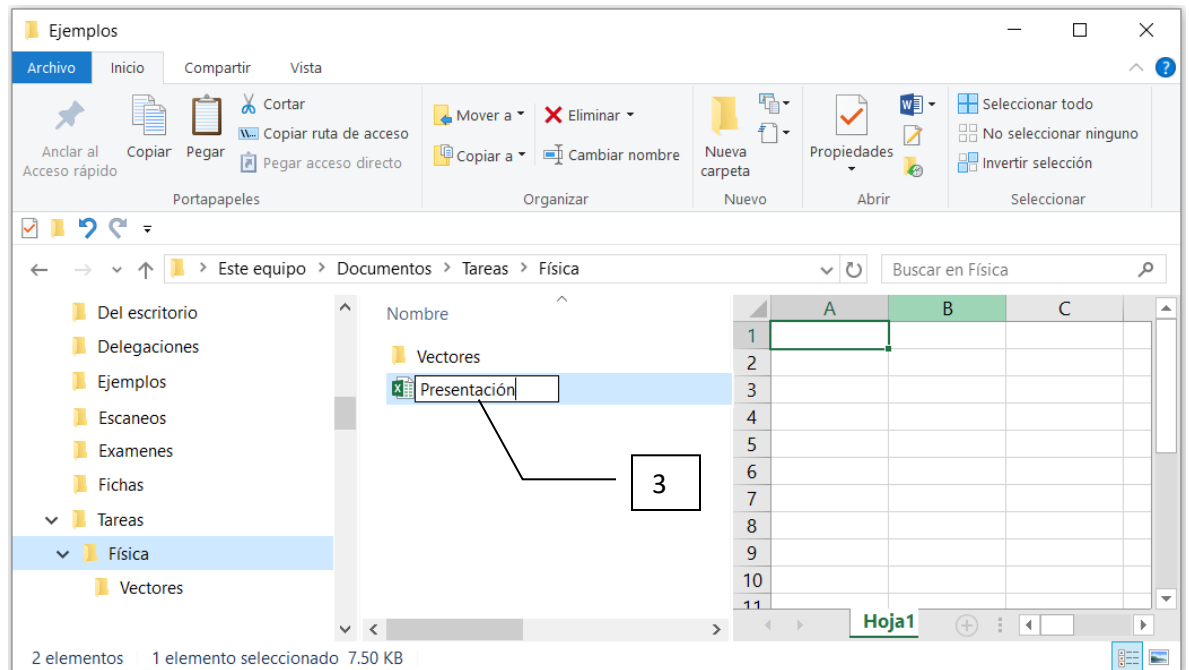 Ejemplos
Archivo Inicio Compartir Vista
Anclar al Acceso rápido
Copiar
Pegar
Cortar
Copiar ruta de acceso
Pegar acceso directo
Portapapeles
Mover a
Copiar a
Eliminar
Cambiar nombre
Organizar
Nueva carpeta
Nuevo
Propiedades
Abrir
Seleccionar todo
No seleccionar ninguno
Invertir selección
Seleccionar
Este equipo > Documentos > Tareas > Física
Buscar en Física
Del escritorio
Delegaciones
Ejemplos
Escaneos
Examenes
Fichas
Tareas
Física
Vectores
Nombre
Vectores
Presentación
3
A B C
1
2
3
4
5
6
7
8
9
10
11
Hoja1
2 elementos 1 elemento seleccionado 7.50 KB